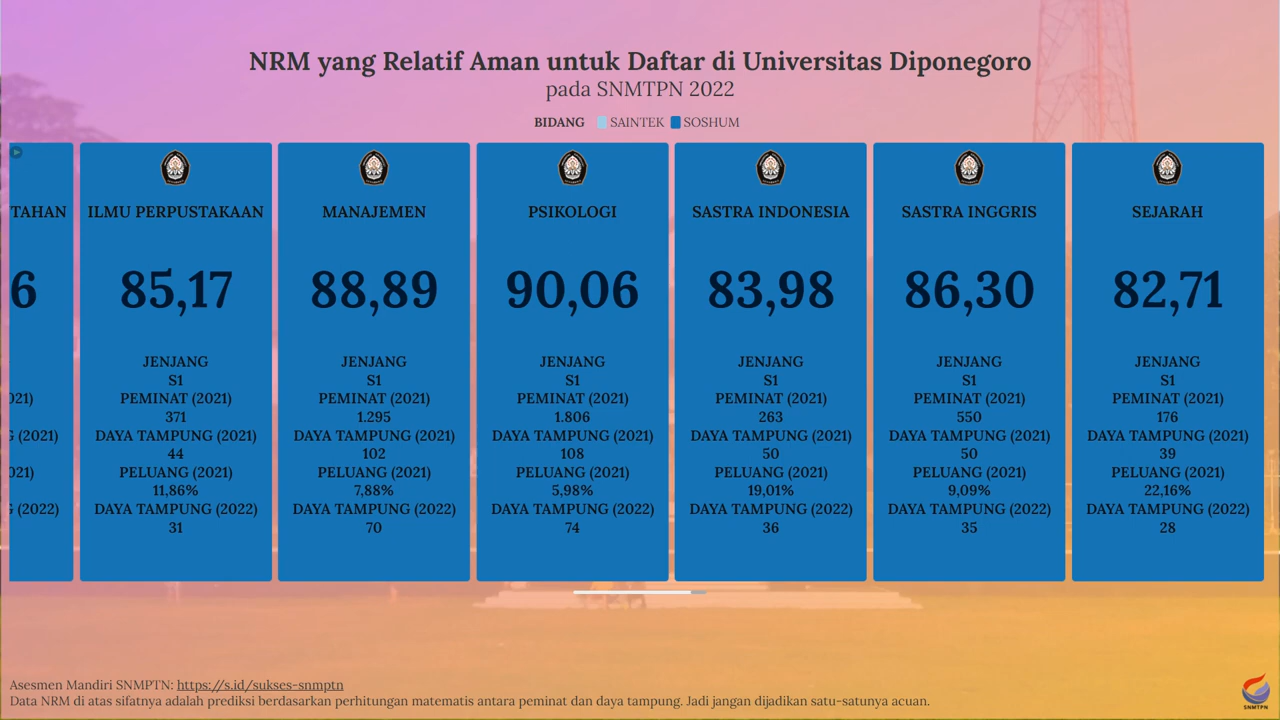 NRM yang Relatif Aman untuk Daftar di Universitas Diponegoro
pada SNMTPN 2022
BIDANG SAINTEK SOSHUM
TAHAN
6
021)
G (2021)
021)
G (2022)
ILMU PERPUSTAKAAN
85,17
JENJANG
S1
PEMINAT (2021)
371
DAYA TAMPUNG (2021)
44
PELUANG (2021)
11,86%
DAYA TAMPUNG (2022)
31
MANAJEMEN
88,89
JENJANG
S1
PEMINAT (2021)
1.295
DAYA TAMPUNG (2021)
102
PELUANG (2021)
7,88%
DAYA TAMPUNG (2022)
70
PSIKOLOGI
90,06
JENJANG
S1
PEMINAT (2021)
1.806
DAYA TAMPUNG (2021)
108
PELUANG (2021)
5,98%
DAYA TAMPUNG (2022)
74
SASTRA INDONESIA
83,98
JENJANG
S1
PEMINAT (2021)
263
DAYA TAMPUNG (2021)
50
PELUANG (2021)
19,01%
DAYA TAMPUNG (2022)
36
SASTRA INGGRIS
86,30
JENJANG
S1
PEMINAT (2021)
550
DAYA TAMPUNG (2021)
50
PELUANG (2021)
9,09%
DAYA TAMPUNG (2022)
35
SEJARAH
82,71
JENJANG
S1
PEMINAT (2021)
176
DAYA TAMPUNG (2021)
39
PELUANG (2021)
22,16%
DAYA TAMPUNG (2022)
28
Asesmen Mandiri SNMPTN: https://s.id/sukses-snmptn
Data NRM di atas sifatnya adalah prediksi berdasarkan perhitungan matematis antara peminat dan daya tampung. Jadi jangan dijadikan satu-satunya acuan.
SNMTPN